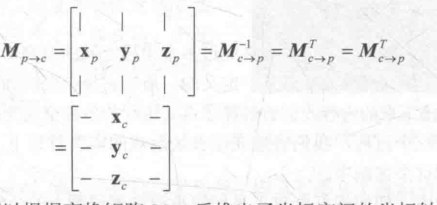 | | |
M_{p→c} = [ x_p y_p z_p ] = M_{c→p}^{-1} = M_{c→p}^{T} = M_{c→p}^{T}
| | |
x_c
= [ – y_c – ]
– z_c –